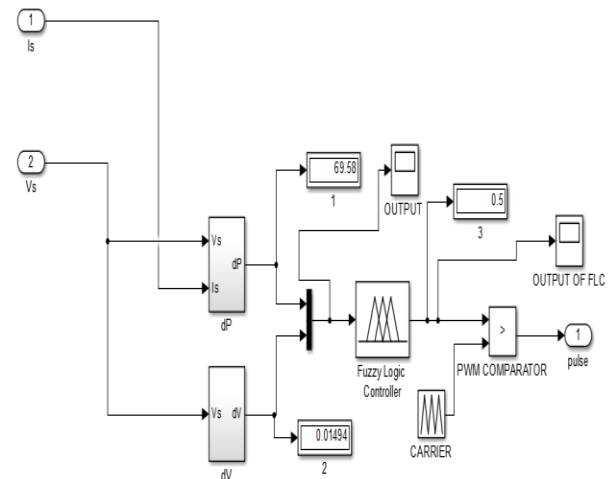 1
Is
2
Vs
69.58
1
OUTPUT
0.5
3
OUTPUT OF FLC
Vs
dP
Is
dP
Fuzzy Logic
Controller
>
PWM COMPARATOR
1
pulse
Vs
dV
dV
0.01494
2
CARRIER